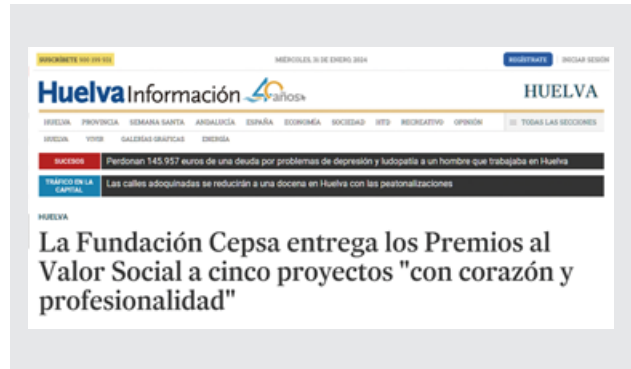 SUSCRÍBETE 900 199 931 MIÉRCOLES, 31 DE ENERO 2024 REGÍSTRATE INICIAR SESIÓN
Huelva Información 40 años HUELVA
HUELVA PROVINCIA SEMANA SANTA ANDALUCÍA ESPAÑA ECONOMÍA SOCIEDAD HTD RECREATIVO OPINIÓN TODAS LAS SECCIONES
HUELVA VIVIR GALERÍAS GRÁFICAS ENERGÍA
SUCESOS Perdonan 145.957 euros de una deuda por problemas de depresión y ludopatía a un hombre que trabajaba en Huelva
TRÁFICO EN LA
CAPITAL Las calles adoquinadas se reducirán a una docena en Huelva con las peatonalizaciones
HUELVA
La Fundación Cepsa entrega los Premios al
Valor Social a cinco proyectos "con corazón y
profesionalidad"